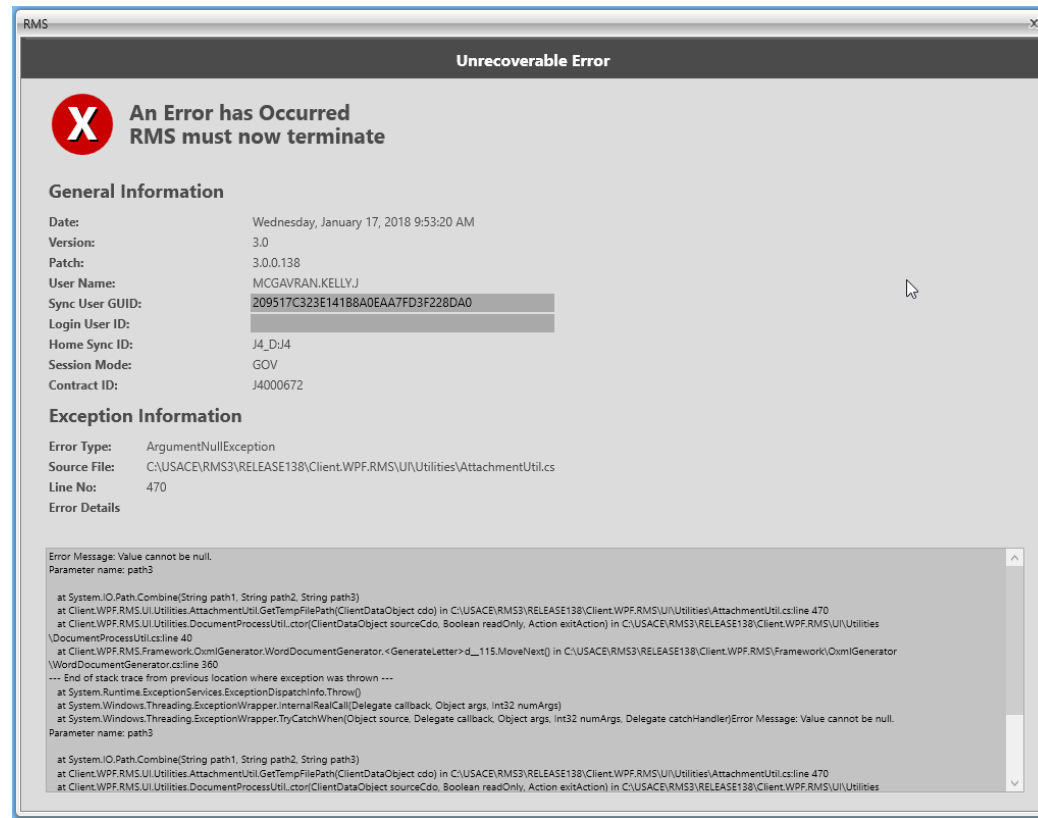 RMS
x
Unrecoverable Error
X
An Error has Occurred
RMS must now terminate
General Information
Date: Wednesday, January 17, 2018 9:53:20 AM
Version: 3.0
Patch: 3.0.0.138
User Name: MCGAVRAN.KELLY.J
Sync User GUID: 209517C323E141B8A0EAA7FD3F228DA0
Login User ID:
Home Sync ID: J4_D:J4
Session Mode: GOV
Contract ID: J4000672
Exception Information
Error Type: ArgumentNullException
Source File: C:\USACE\RMS3\RELEASE138\Client.WPF.RMS\UI\Utilities\AttachmentUtil.cs
Line No: 470
Error Details
Error Message: Value cannot be null.
Parameter name: path3
at System.IO.Path.Combine(String path1, String path2, String path3)
at Client.WPF.RMS.UI.Utilities.AttachmentUtil.GetTempFilePath(ClientDataObject cdo) in C:\USACE\RMS3\RELEASE138\Client.WPF.RMS\UI\Utilities\AttachmentUtil.cs:line 470
at Client.WPF.RMS.UI.Utilities.DocumentProcessUtil..ctor(ClientDataObject sourceCdo, Boolean readOnly, Action exitAction) in C:\USACE\RMS3\RELEASE138\Client.WPF.RMS\UI\Utilities
\DocumentProcessUtil.cs:line 40
at Client.WPF.RMS.Framework.OxmlGenerator.WordDocumentGenerator.<GenerateLetter>d__115.MoveNext() in C:\USACE\RMS3\RELEASE138\Client.WPF.RMS\Framework\OxmlGenerator
\WordDocumentGenerator.cs:line 360
--- End of stack trace from previous location where exception was thrown ---
at System.Runtime.ExceptionServices.ExceptionDispatchInfo.Throw()
at System.Windows.Threading.ExceptionWrapper.InternalRealCall(Delegate callback, Object args, Int32 numArgs)
at System.Windows.Threading.ExceptionWrapper.TryCatchWhen(Object source, Delegate callback, Object args, Int32 numArgs, Delegate catchHandler)Error Message: Value cannot be null.
Parameter name: path3
at System.IO.Path.Combine(String path1, String path2, String path3)
at Client.WPF.RMS.UI.Utilities.AttachmentUtil.GetTempFilePath(ClientDataObject cdo) in C:\USACE\RMS3\RELEASE138\Client.WPF.RMS\UI\Utilities\AttachmentUtil.cs:line 470
at Client.WPF.RMS.UI.Utilities.DocumentProcessUtil..ctor(ClientDataObject sourceCdo, Boolean readOnly, Action exitAction) in C:\USACE\RMS3\RELEASE138\Client.WPF.RMS\UI\Utilities